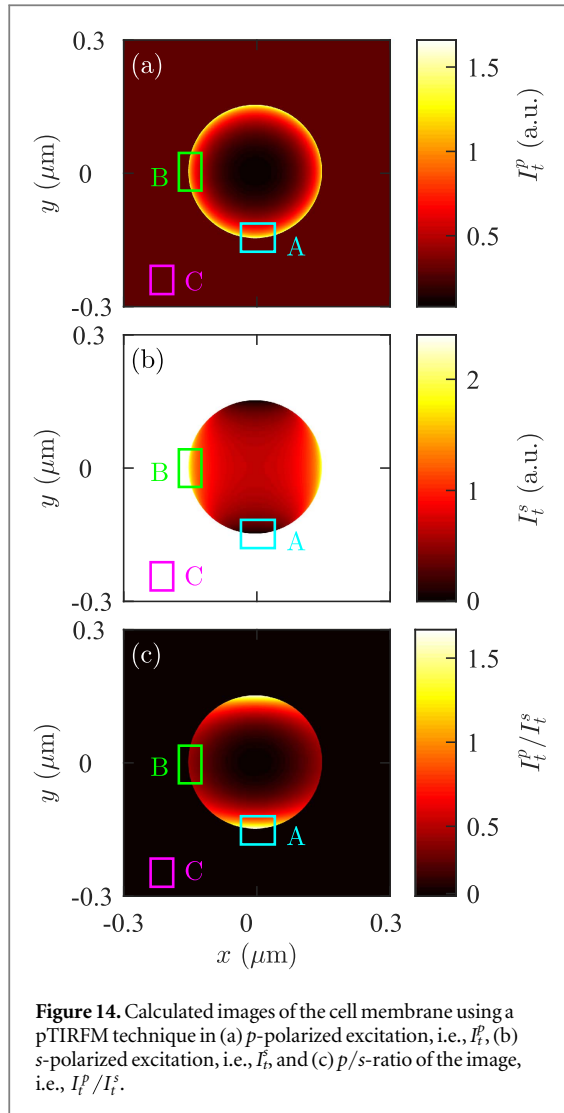 0.3
(a)
1.5
y (μm)
0
B
1
I_t^p (a.u.)
A
0.5
C
-0.3
0.3
(b)
2
y (μm)
0
B
1
I_t^s (a.u.)
A
C
0
-0.3
0.3
(c)
1.5
y (μm)
0
B
1
I_t^p/I_t^s
A
0.5
C
0
-0.3
-0.3 0 0.3
x (μm)
Figure 14. Calculated images of the cell membrane using a
pTIRFM technique in (a) p-polarized excitation, i.e., I_t^p, (b)
s-polarized excitation, i.e., I_t^s, and (c) p/s-ratio of the image,
i.e., I_t^p/I_t^s.